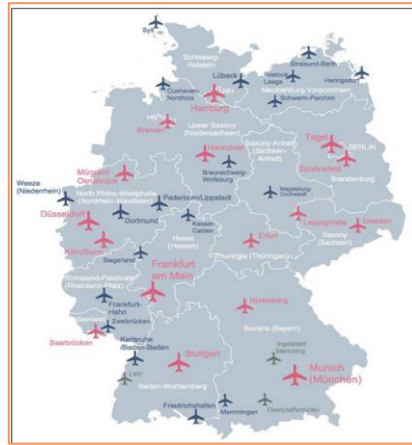 Sylt
Schleswig-
Holstein
Stralsund-Barth
Rostock-
Laage
Heringsdorf
Lübeck
Cuxhaven-
Nordholz
HH
Hamburg
Mecklenburg-Vorpommern
Schwerin-Parchim
HB
Bremen
Lower Saxony
(Niedersachsen)
Hannover
Saxony-Anhalt
(Sachsen-
Anhalt)
Tegel
BERLIN
Schönefeld
Brandenburg
Münster/
Osnabrück
Braunschweig-
Wolfsburg
Weeze
(Niederrhein)
North Rhine-Westphalia
(Nordrhein-Westfalen)
Paderborn/Lippstadt
Magdeburg-
Cochstedt
Düsseldorf
Dortmund
Kassel-
Calden
Leipzig/Halle
Dresden
Köln/Bonn
Hesse
(Hessen)
Erfurt
Saxony
(Sachsen)
Siegerland
Thuringia (Thüringen)
Rhineland-Palatinate
(Rheinland-Pfalz)
Frankfurt
am Main
Frankfurt-
Hahn
Nuremberg
Saarland
Zweibrücken
Bavaria (Bayern)
Saarbrücken
Karlsruhe
/Baden-Baden
Ingolstadt
Manching
Stuttgart
Lahr
Munich
(München)
Baden-Wurttemberg
Oberpfaffenhofen
Memmingen
Friedrichshafen